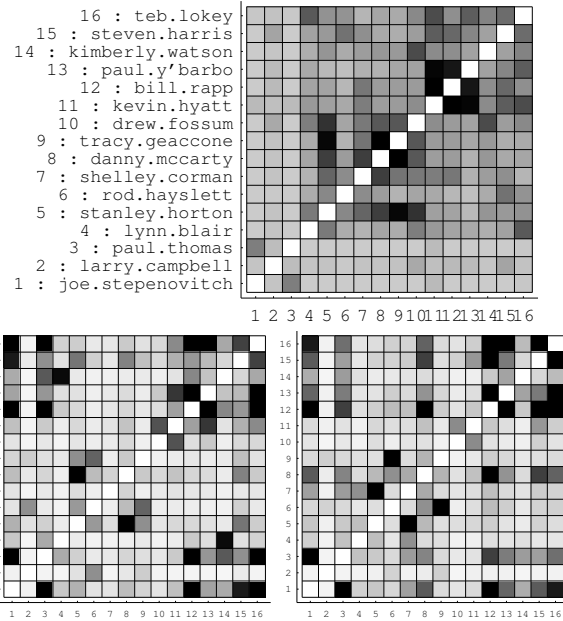 16 : teb.lokey
15 : steven.harris
14 : kimberly.watson
13 : paul.y'barbo
12 : bill.rapp
11 : kevin.hyatt
10 : drew.fossum
9 : tracy.geaccone
8 : danny.mccarty
7 : shelley.corman
6 : rod.hayslett
5 : stanley.horton
4 : lynn.blair
3 : paul.thomas
2 : larry.campbell
1 : joe.stepenovitch
1 2 3 4 5 6 7 8 9 10 11 12 13 14 15 16
16
15
14
13
12
11
10
9
8
7
6
5
4
3
2
1
1 2 3 4 5 6 7 8 9 10 11 12 13 14 15 16
1 2 3 4 5 6 7 8 9 10 11 12 13 14 15 16